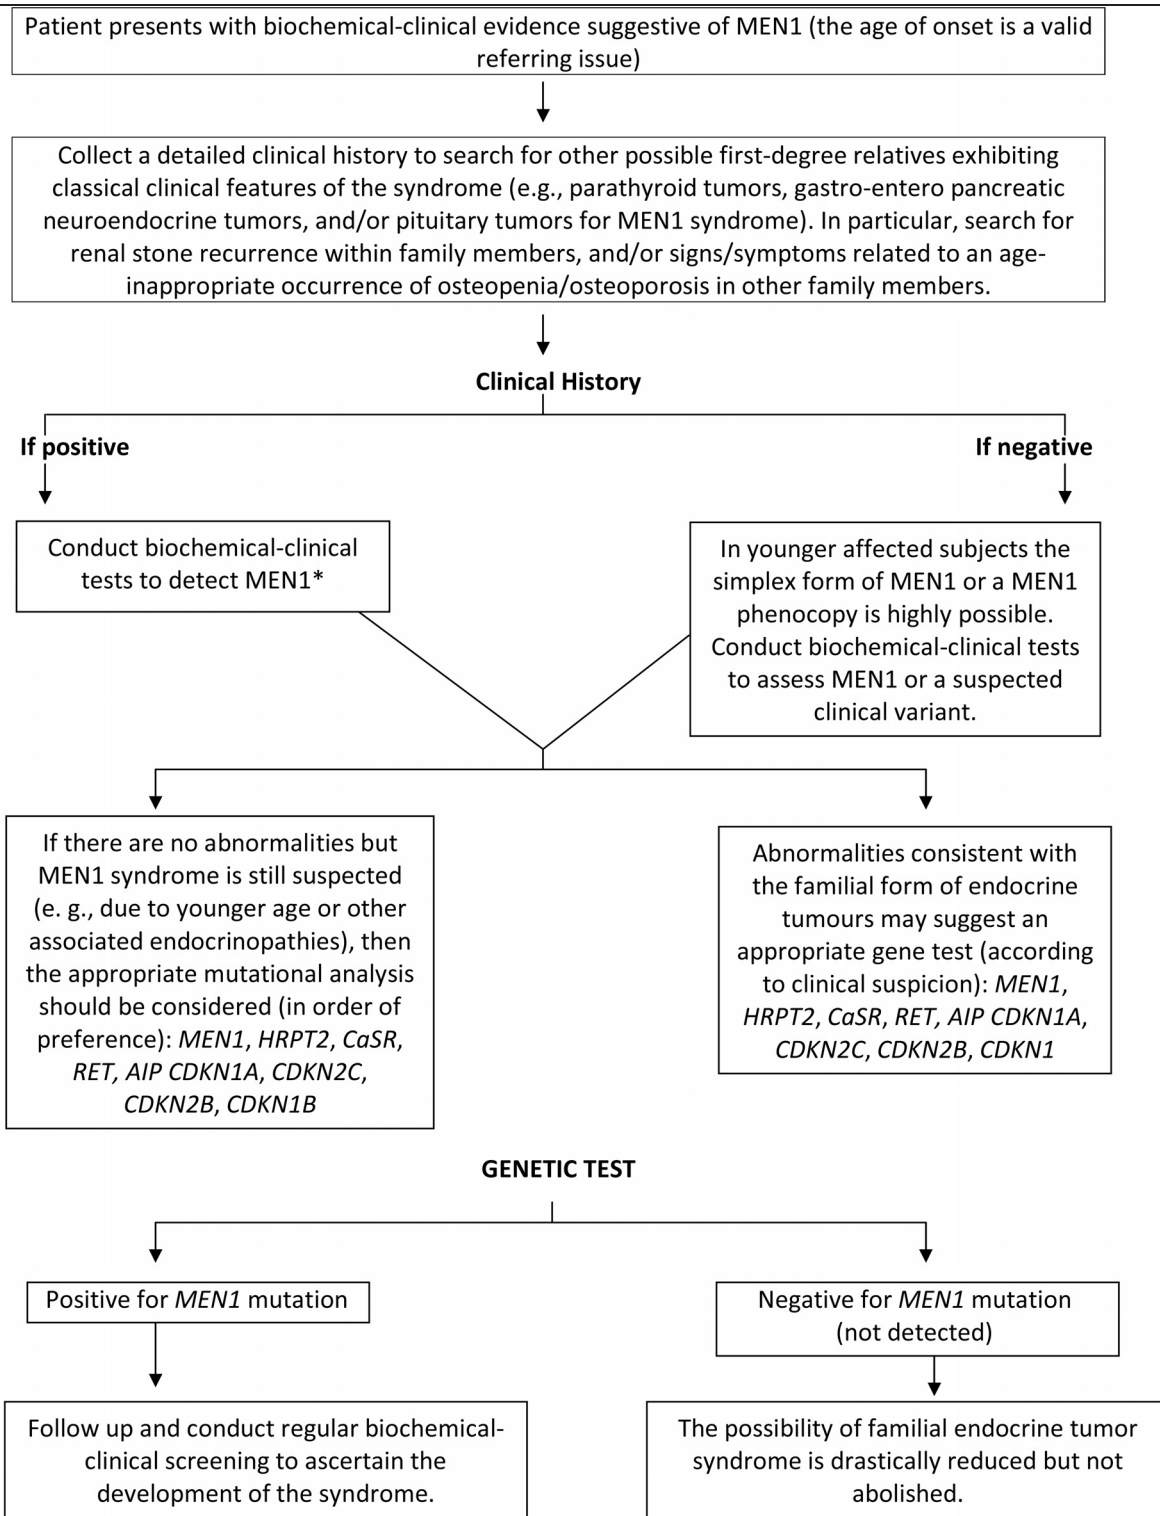 Patient presents with biochemical-clinical evidence suggestive of MEN1 (the age of onset is a valid
referring issue)
Collect a detailed clinical history to search for other possible first-degree relatives exhibiting
classical clinical features of the syndrome (e.g., parathyroid tumors, gastro-entero pancreatic
neuroendocrine tumors, and/or pituitary tumors for MEN1 syndrome). In particular, search for
renal stone recurrence within family members, and/or signs/symptoms related to an age-
inappropriate occurrence of osteopenia/osteoporosis in other family members.
Clinical History
If positive
If negative
Conduct biochemical-clinical
tests to detect MEN1*
In younger affected subjects the
simplex form of MEN1 or a MEN1
phenocopy is highly possible.
Conduct biochemical-clinical tests
to assess MEN1 or a suspected
clinical variant.
If there are no abnormalities but
MEN1 syndrome is still suspected
(e. g., due to younger age or other
associated endocrinopathies), then
the appropriate mutational analysis
should be considered (in order of
preference): MEN1, HRPT2, CaSR,
RET, AIP CDKN1A, CDKN2C,
CDKN2B, CDKN1B
Abnormalities consistent with
the familial form of endocrine
tumours may suggest an
appropriate gene test (according
to clinical suspicion): MEN1,
HRPT2, CaSR, RET, AIP CDKN1A,
CDKN2C, CDKN2B, CDKN1
GENETIC TEST
Positive for MEN1 mutation
Negative for MEN1 mutation
(not detected)
Follow up and conduct regular biochemical-
clinical screening to ascertain the
development of the syndrome.
The possibility of familial endocrine tumor
syndrome is drastically reduced but not
abolished.